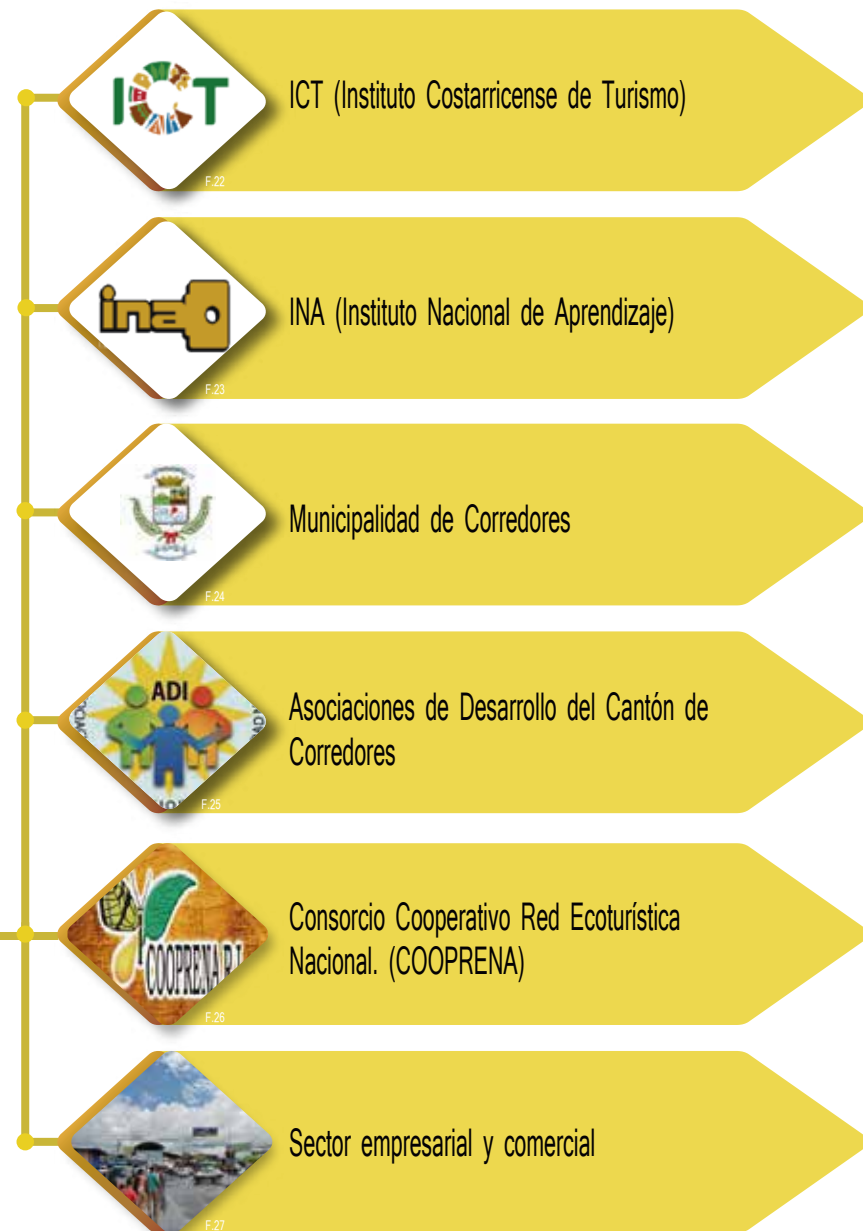 ICT
ICT (Instituto Costarricense de Turismo)
F.22
ina
INA (Instituto Nacional de Aprendizaje)
F.23
Municipalidad de Corredores
F.24
ADI
Asociaciones de Desarrollo del Cantón de
Corredores
F.25
COOPRENA R.L
Consorcio Cooperativo Red Ecoturística
Nacional. (COOPRENA)
F.26
Sector empresarial y comercial
F.27